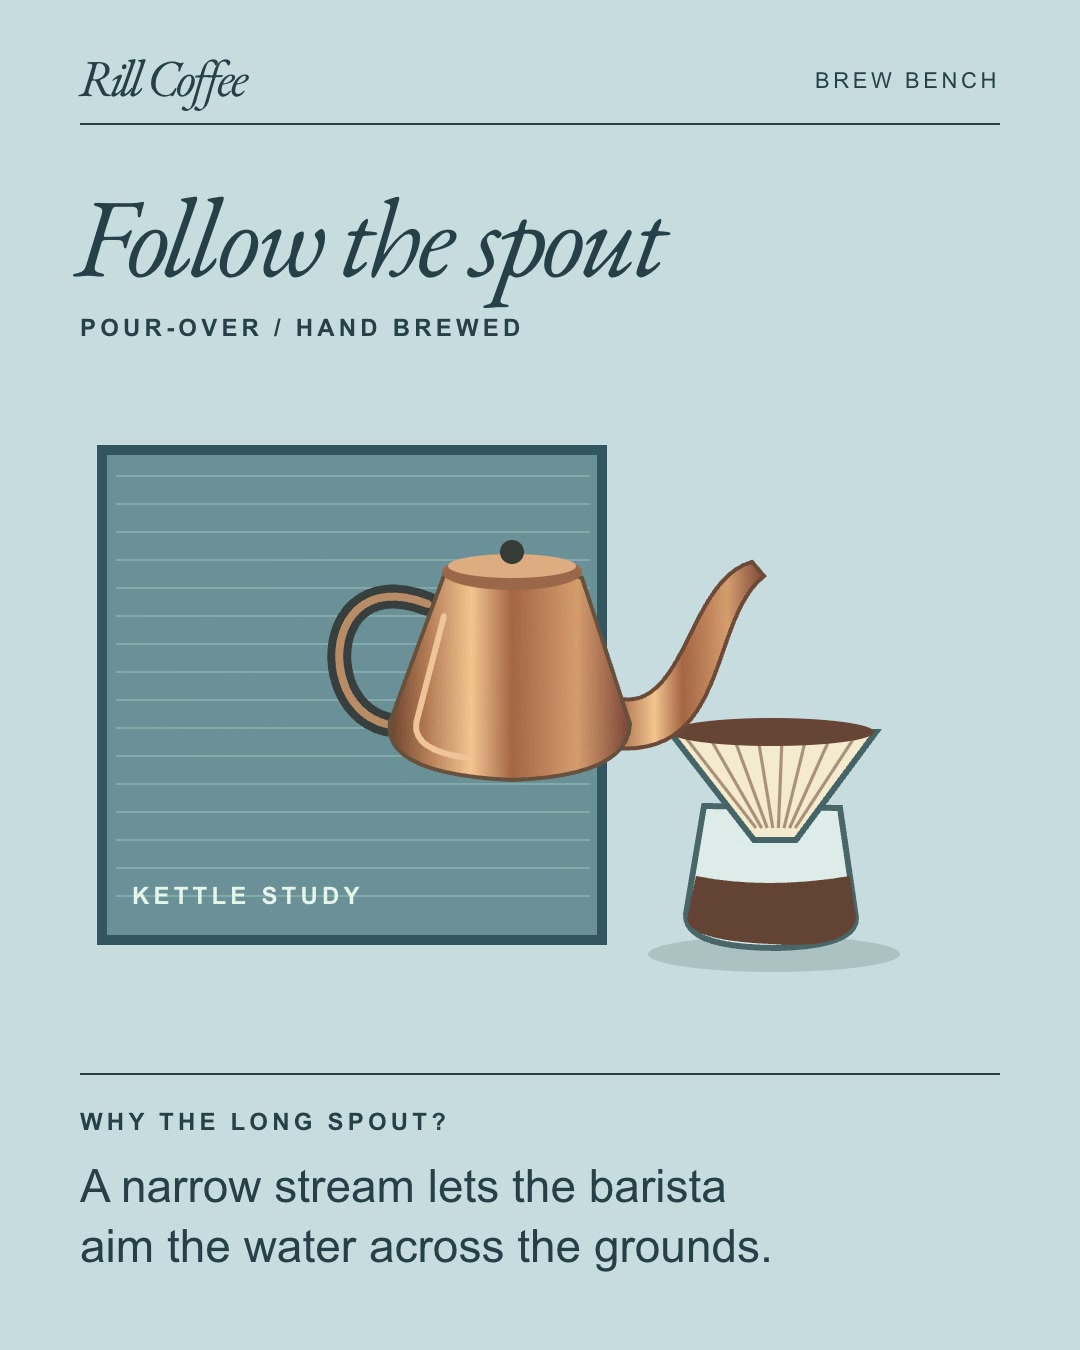 Rill Coffee
BREW BENCH
Follow the spout
POUR-OVER / HAND BREWED
KETTLE STUDY
WHY THE LONG SPOUT?
A narrow stream lets the barista
aim the water across the grounds.